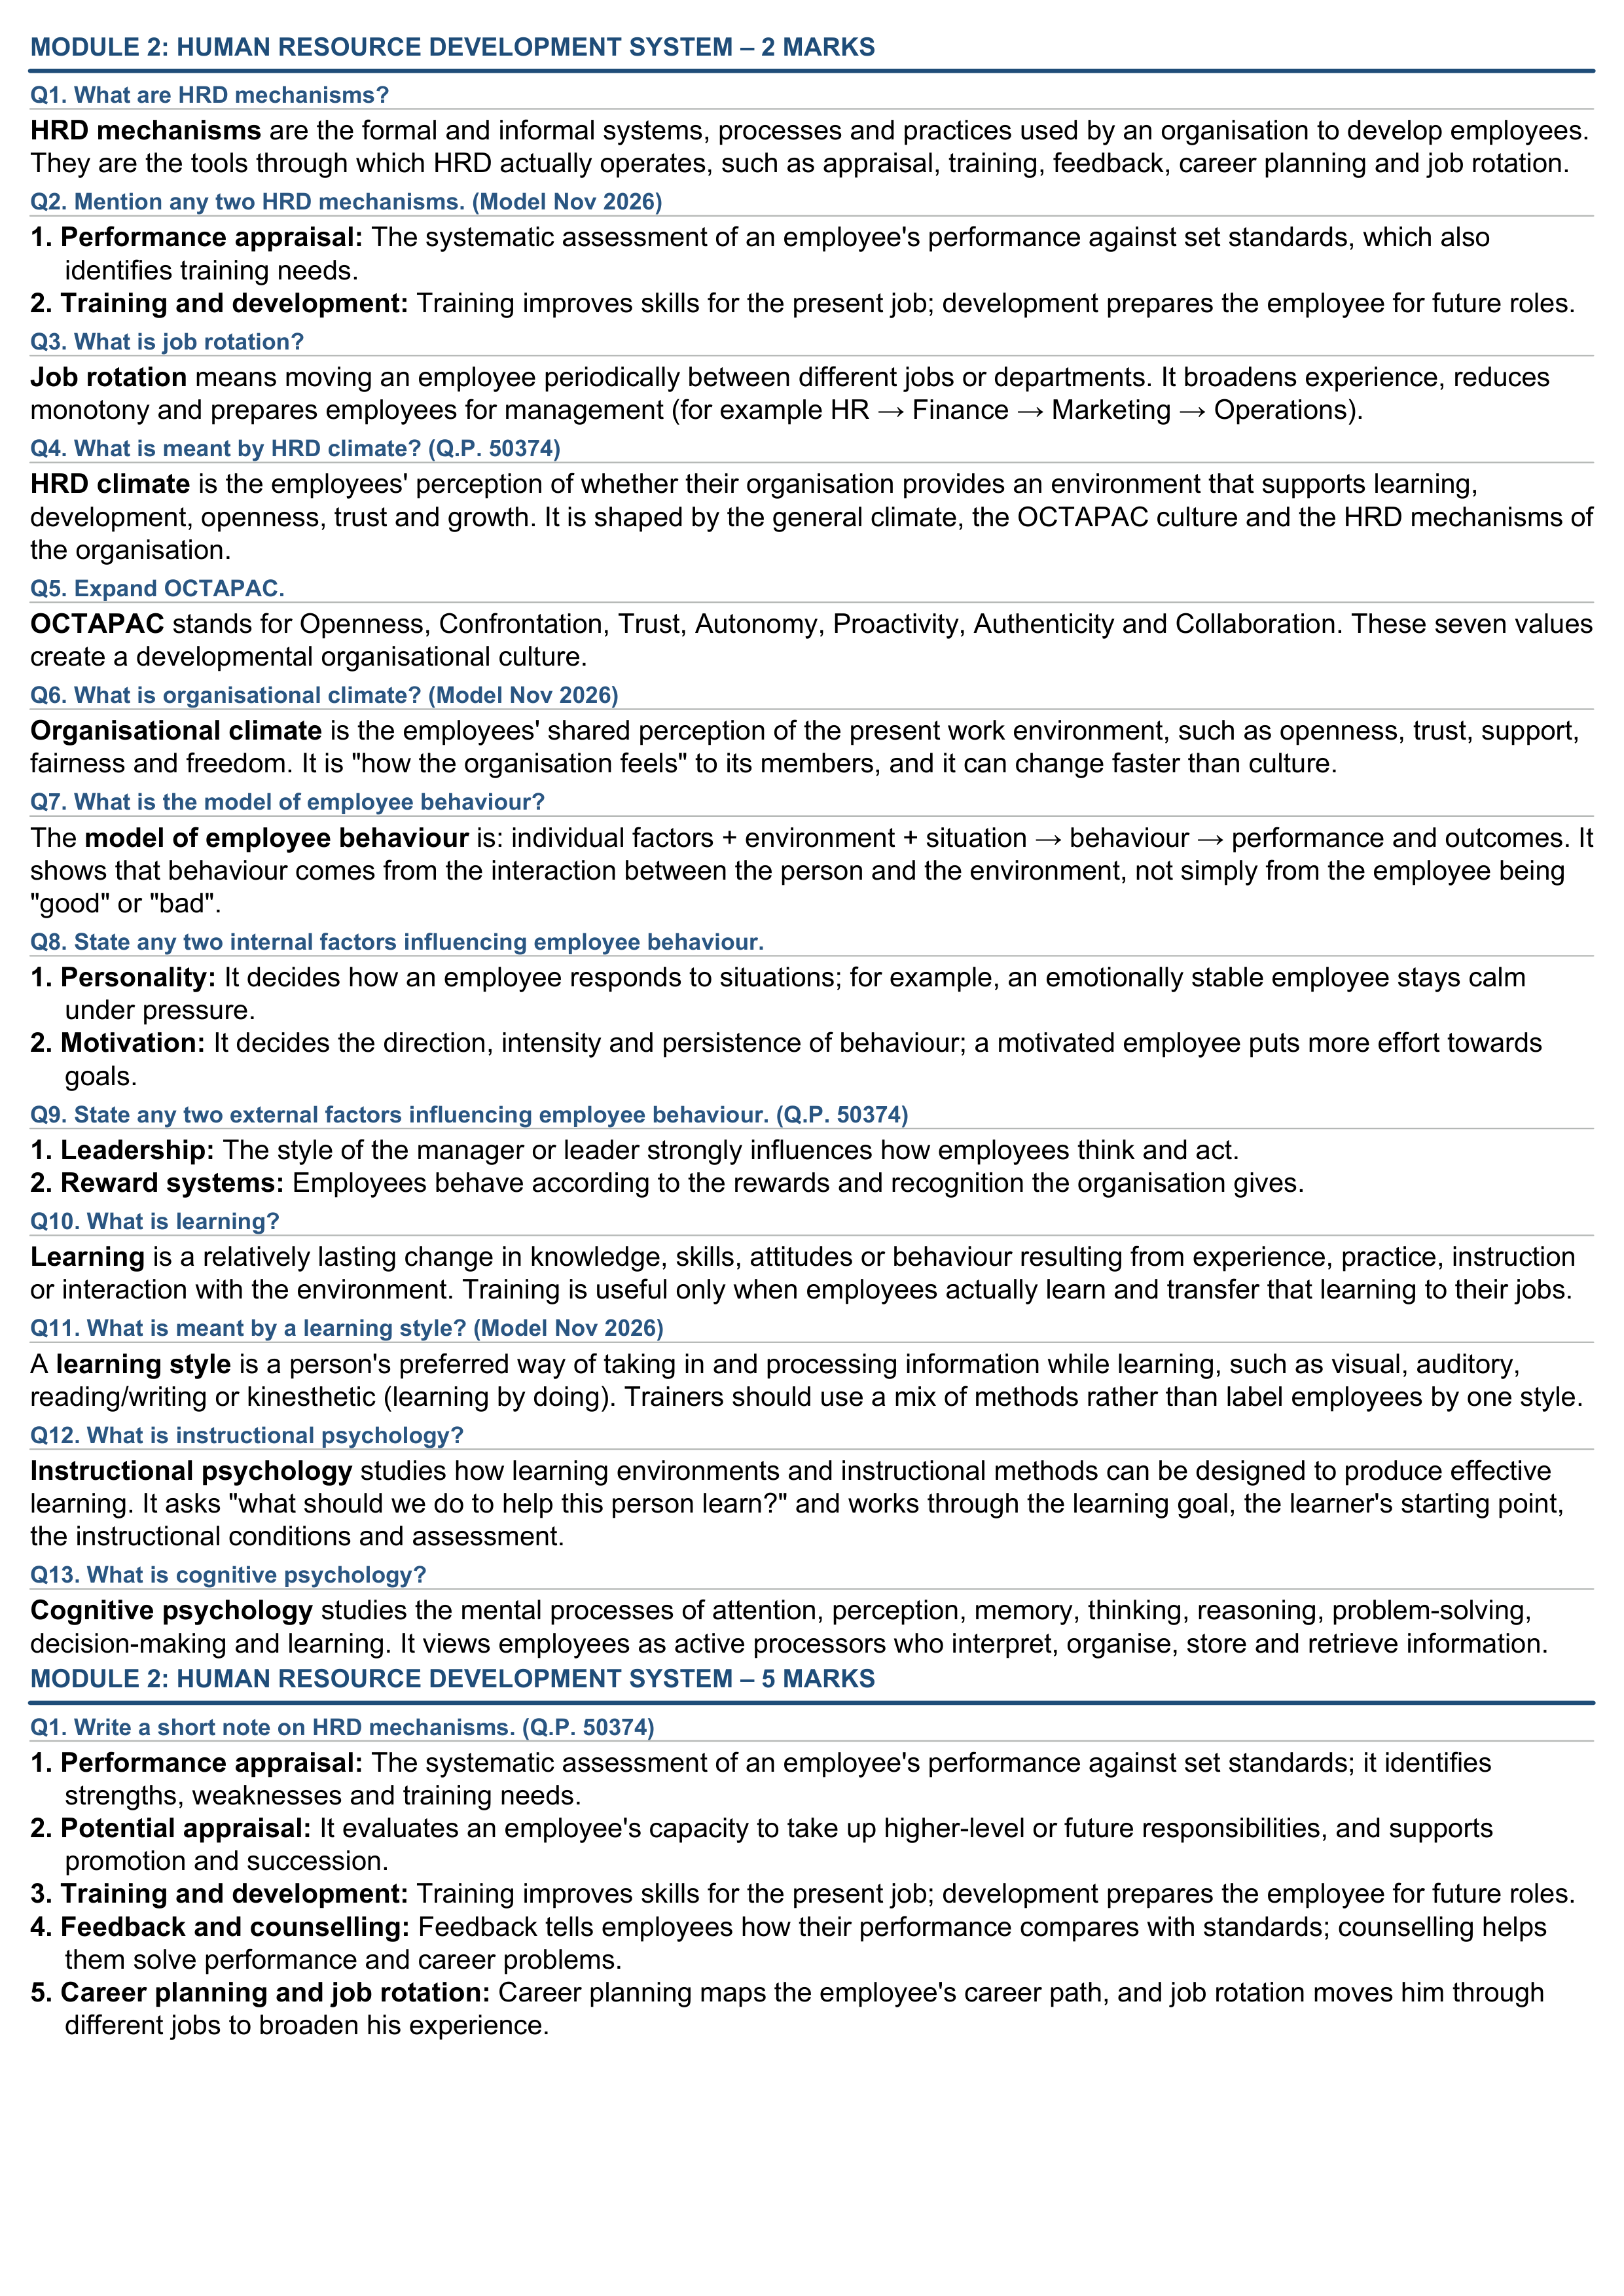 MODULE 2: HUMAN RESOURCE DEVELOPMENT SYSTEM – 2 MARKS
Q1. What are HRD mechanisms?
HRD mechanisms are the formal and informal systems, processes and practices used by an organisation to develop employees.
They are the tools through which HRD actually operates, such as appraisal, training, feedback, career planning and job rotation.
Q2. Mention any two HRD mechanisms. (Model Nov 2026)
1. Performance appraisal: The systematic assessment of an employee's performance against set standards, which also
identifies training needs.
2. Training and development: Training improves skills for the present job; development prepares the employee for future roles.
Q3. What is job rotation?
Job rotation means moving an employee periodically between different jobs or departments. It broadens experience, reduces
monotony and prepares employees for management (for example HR → Finance → Marketing → Operations).
Q4. What is meant by HRD climate? (Q.P. 50374)
HRD climate is the employees' perception of whether their organisation provides an environment that supports learning,
development, openness, trust and growth. It is shaped by the general climate, the OCTAPAC culture and the HRD mechanisms of
the organisation.
Q5. Expand OCTAPAC.
OCTAPAC stands for Openness, Confrontation, Trust, Autonomy, Proactivity, Authenticity and Collaboration. These seven values
create a developmental organisational culture.
Q6. What is organisational climate? (Model Nov 2026)
Organisational climate is the employees' shared perception of the present work environment, such as openness, trust, support,
fairness and freedom. It is "how the organisation feels" to its members, and it can change faster than culture.
Q7. What is the model of employee behaviour?
The model of employee behaviour is: individual factors + environment + situation → behaviour → performance and outcomes. It
shows that behaviour comes from the interaction between the person and the environment, not simply from the employee being
"good" or "bad".
Q8. State any two internal factors influencing employee behaviour.
1. Personality: It decides how an employee responds to situations; for example, an emotionally stable employee stays calm
under pressure.
2. Motivation: It decides the direction, intensity and persistence of behaviour; a motivated employee puts more effort towards
goals.
Q9. State any two external factors influencing employee behaviour. (Q.P. 50374)
1. Leadership: The style of the manager or leader strongly influences how employees think and act.
2. Reward systems: Employees behave according to the rewards and recognition the organisation gives.
Q10. What is learning?
Learning is a relatively lasting change in knowledge, skills, attitudes or behaviour resulting from experience, practice, instruction
or interaction with the environment. Training is useful only when employees actually learn and transfer that learning to their jobs.
Q11. What is meant by a learning style? (Model Nov 2026)
A learning style is a person's preferred way of taking in and processing information while learning, such as visual, auditory,
reading/writing or kinesthetic (learning by doing). Trainers should use a mix of methods rather than label employees by one style.
Q12. What is instructional psychology?
Instructional psychology studies how learning environments and instructional methods can be designed to produce effective
learning. It asks "what should we do to help this person learn?" and works through the learning goal, the learner's starting point,
the instructional conditions and assessment.
Q13. What is cognitive psychology?
Cognitive psychology studies the mental processes of attention, perception, memory, thinking, reasoning, problem-solving,
decision-making and learning. It views employees as active processors who interpret, organise, store and retrieve information.
MODULE 2: HUMAN RESOURCE DEVELOPMENT SYSTEM – 5 MARKS
Q1. Write a short note on HRD mechanisms. (Q.P. 50374)
1. Performance appraisal: The systematic assessment of an employee's performance against set standards; it identifies
strengths, weaknesses and training needs.
2. Potential appraisal: It evaluates an employee's capacity to take up higher-level or future responsibilities, and supports
promotion and succession.
3. Training and development: Training improves skills for the present job; development prepares the employee for future roles.
4. Feedback and counselling: Feedback tells employees how their performance compares with standards; counselling helps
them solve performance and career problems.
5. Career planning and job rotation: Career planning maps the employee's career path, and job rotation moves him through
different jobs to broaden his experience.